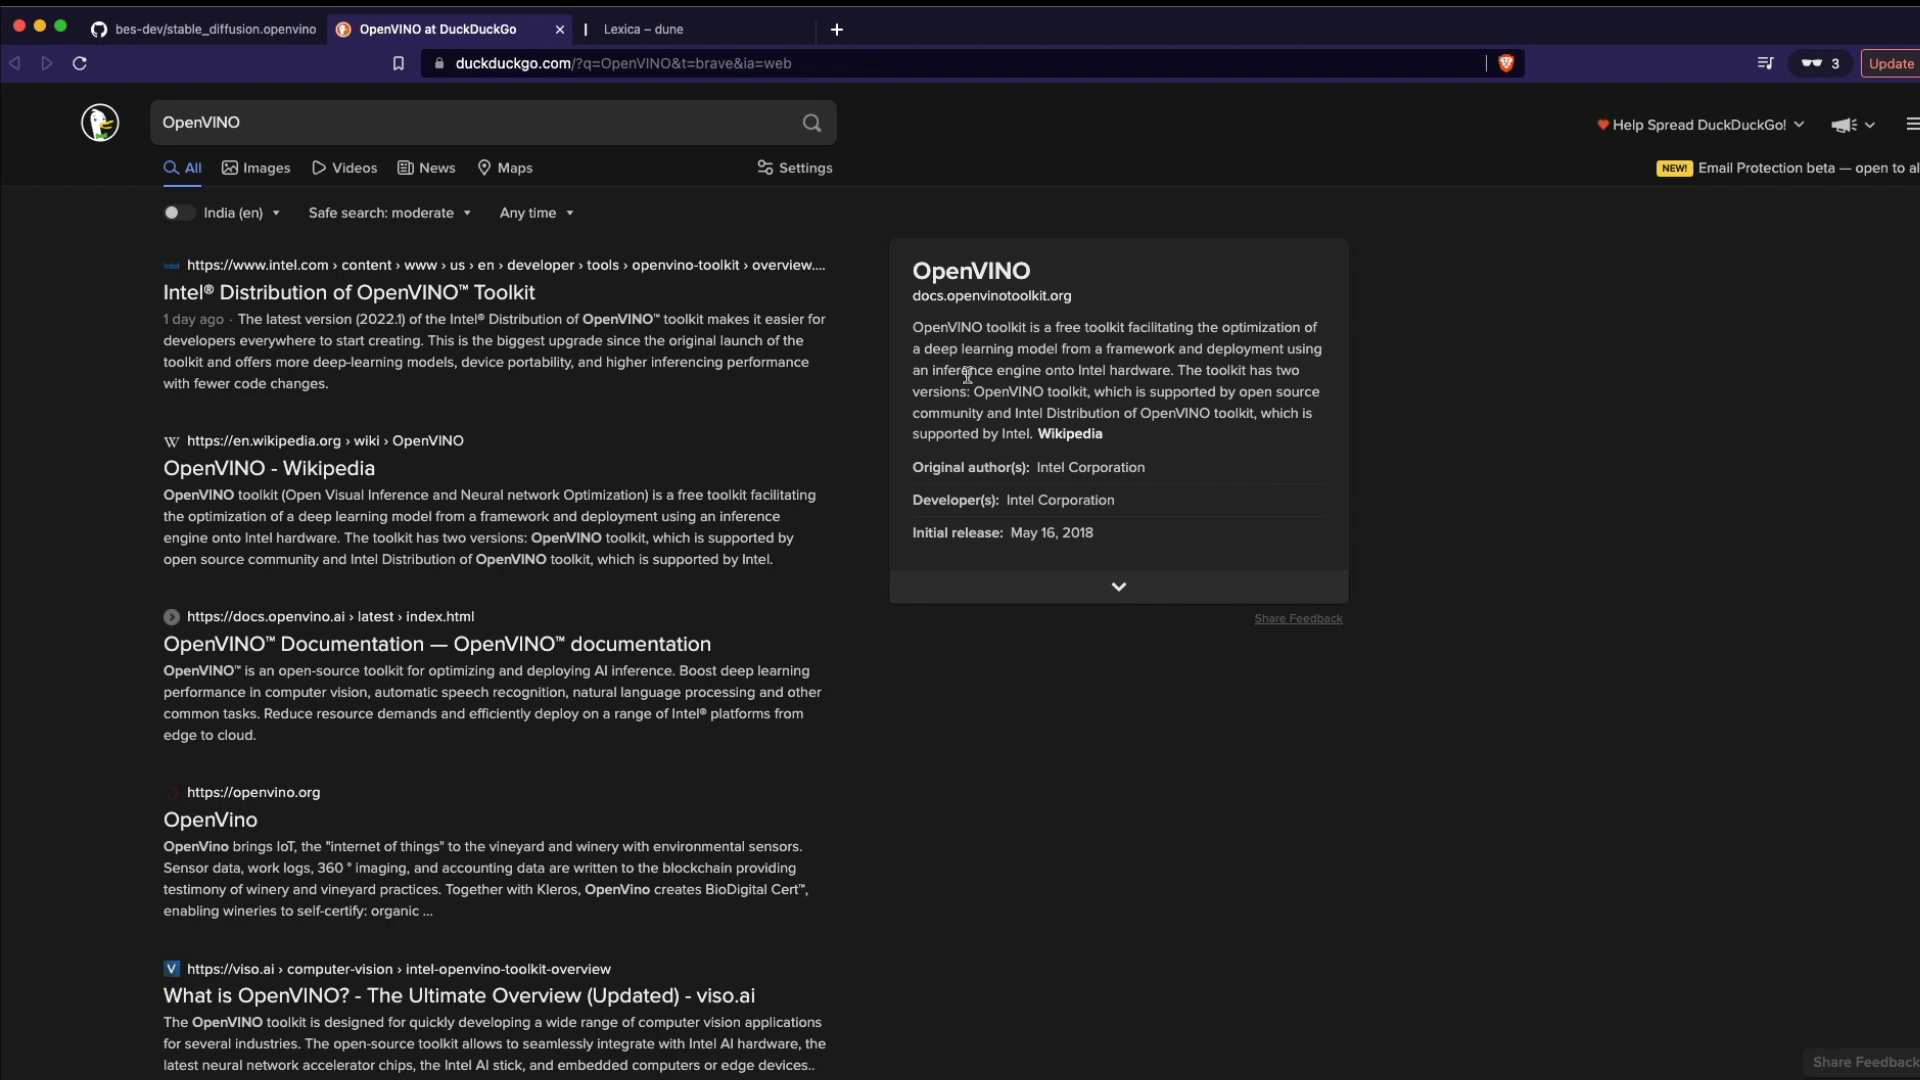 bes-dev/stable_diffusion.openvino
OpenVINO at DuckDuckGo
Lexica – dune
duckduckgo.com/?q=OpenVINO&t=brave&ia=web
3
Update
OpenVINO
Help Spread DuckDuckGo!
All
Images
Videos
News
Maps
Settings
NEW!
Email Protection beta — open to al
India (en)
Safe search: moderate
Any time
intel
https://www.intel.com › content › www › us › en › developer › tools › openvino-toolkit › overview....
Intel® Distribution of OpenVINO™ Toolkit
1 day ago · The latest version (2022.1) of the Intel® Distribution of OpenVINO™ toolkit makes it easier for
developers everywhere to start creating. This is the biggest upgrade since the original launch of the
toolkit and offers more deep-learning models, device portability, and higher inferencing performance
with fewer code changes.
W https://en.wikipedia.org › wiki › OpenVINO
OpenVINO - Wikipedia
OpenVINO toolkit (Open Visual Inference and Neural network Optimization) is a free toolkit facilitating
the optimization of a deep learning model from a framework and deployment using an inference
engine onto Intel hardware. The toolkit has two versions: OpenVINO toolkit, which is supported by
open source community and Intel Distribution of OpenVINO toolkit, which is supported by Intel.
https://docs.openvino.ai › latest › index.html
OpenVINO™ Documentation — OpenVINO™ documentation
OpenVINO™ is an open-source toolkit for optimizing and deploying AI inference. Boost deep learning
performance in computer vision, automatic speech recognition, natural language processing and other
common tasks. Reduce resource demands and efficiently deploy on a range of Intel® platforms from
edge to cloud.
https://openvino.org
OpenVino
OpenVino brings IoT, the "internet of things" to the vineyard and winery with environmental sensors.
Sensor data, work logs, 360 ° imaging, and accounting data are written to the blockchain providing
testimony of winery and vineyard practices. Together with Kleros, OpenVino creates BioDigital Cert™,
enabling wineries to self-certify: organic ...
V https://viso.ai › computer-vision › intel-openvino-toolkit-overview
What is OpenVINO? - The Ultimate Overview (Updated) - viso.ai
The OpenVINO toolkit is designed for quickly developing a wide range of computer vision applications
for several industries. The open-source toolkit allows to seamlessly integrate with Intel AI hardware, the
latest neural network accelerator chips, the Intel AI stick, and embedded computers or edge devices..
OpenVINO
docs.openvinotoolkit.org
OpenVINO toolkit is a free toolkit facilitating the optimization of
a deep learning model from a framework and deployment using
an inference engine onto Intel hardware. The toolkit has two
versions: OpenVINO toolkit, which is supported by open source
community and Intel Distribution of OpenVINO toolkit, which is
supported by Intel. Wikipedia
Original author(s): Intel Corporation
Developer(s): Intel Corporation
Initial release: May 16, 2018
Share Feedback
Share Feedback